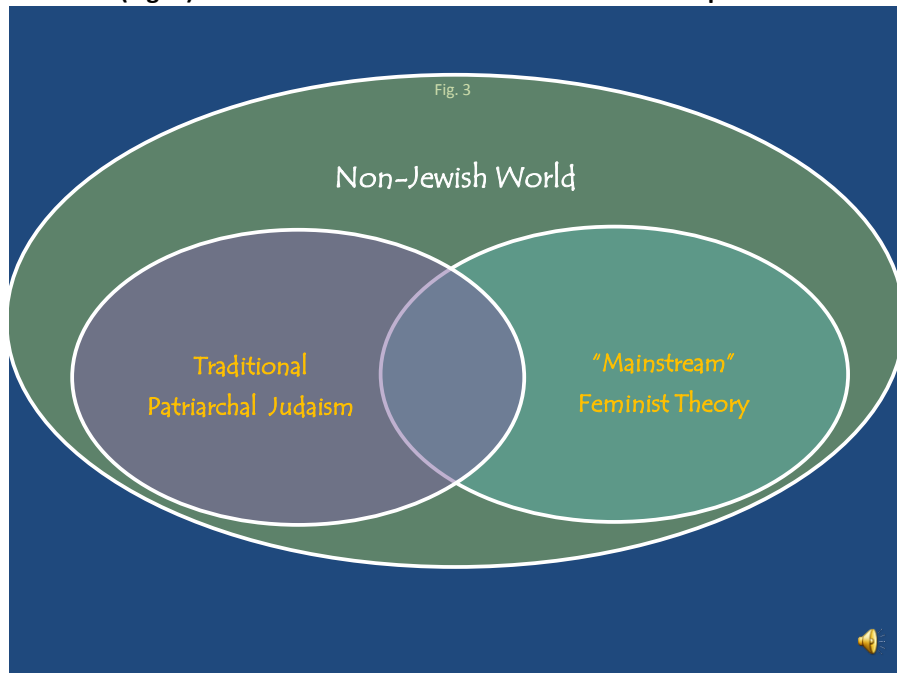 Fig. 3
Non-Jewish World
Traditional
Patriarchal Judaism
“Mainstream”
Feminist Theory